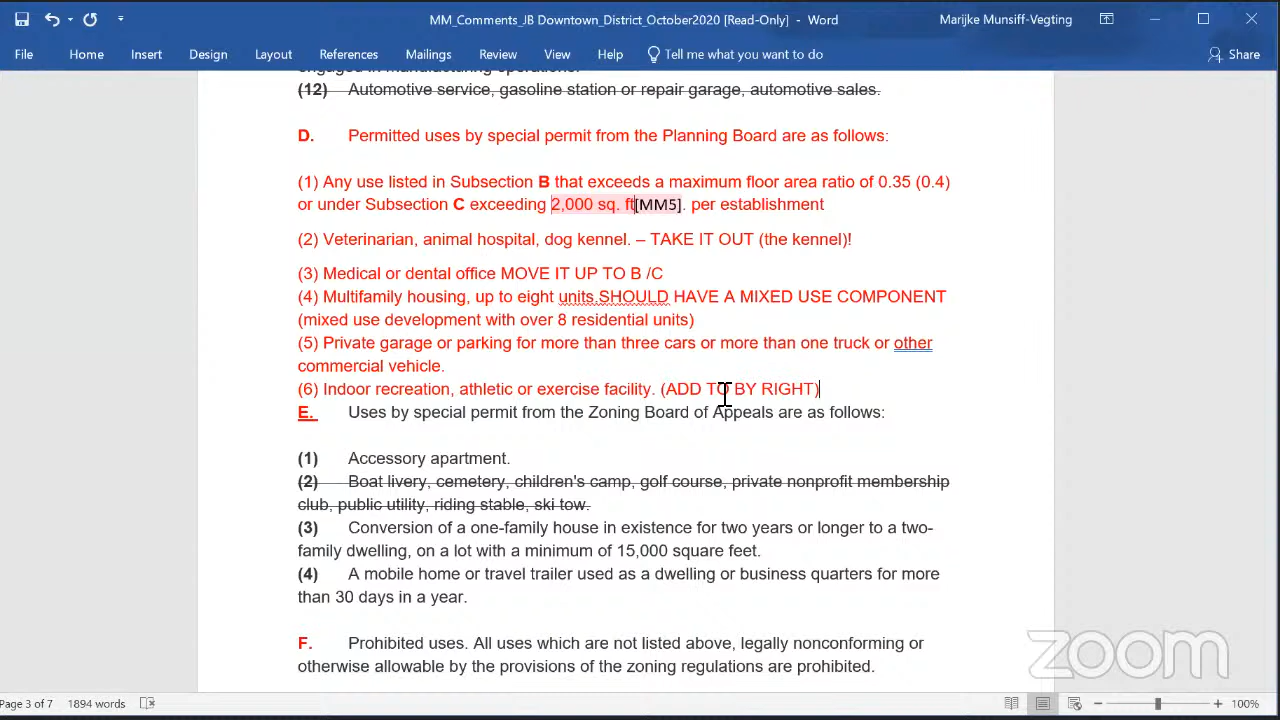 MM_Comments_JB Downtown_District_October2020 [Read-Only] - Word
Marijke Munsiff-Vegting
File Home Insert Design Layout References Mailings Review View Help Tell me what you want to do Share
engaged in manufacturing operations.
(12) Automotive service, gasoline station or repair garage, automotive sales.
D. Permitted uses by special permit from the Planning Board are as follows:
(1) Any use listed in Subsection B that exceeds a maximum floor area ratio of 0.35 (0.4)
or under Subsection C exceeding 2,000 sq. ft[MM5]. per establishment
(2) Veterinarian, animal hospital, dog kennel. – TAKE IT OUT (the kennel)!
(3) Medical or dental office MOVE IT UP TO B /C
(4) Multifamily housing, up to eight units.SHOULD HAVE A MIXED USE COMPONENT
(mixed use development with over 8 residential units)
(5) Private garage or parking for more than three cars or more than one truck or other
commercial vehicle.
(6) Indoor recreation, athletic or exercise facility. (ADD TO BY RIGHT)
E. Uses by special permit from the Zoning Board of Appeals are as follows:
(1) Accessory apartment.
(2) Boat livery, cemetery, children's camp, golf course, private nonprofit membership
club, public utility, riding stable, ski tow.
(3) Conversion of a one-family house in existence for two years or longer to a two-
family dwelling, on a lot with a minimum of 15,000 square feet.
(4) A mobile home or travel trailer used as a dwelling or business quarters for more
than 30 days in a year.
F. Prohibited uses. All uses which are not listed above, legally nonconforming or
otherwise allowable by the provisions of the zoning regulations are prohibited.
zoom
Page 3 of 7 1894 words 100%